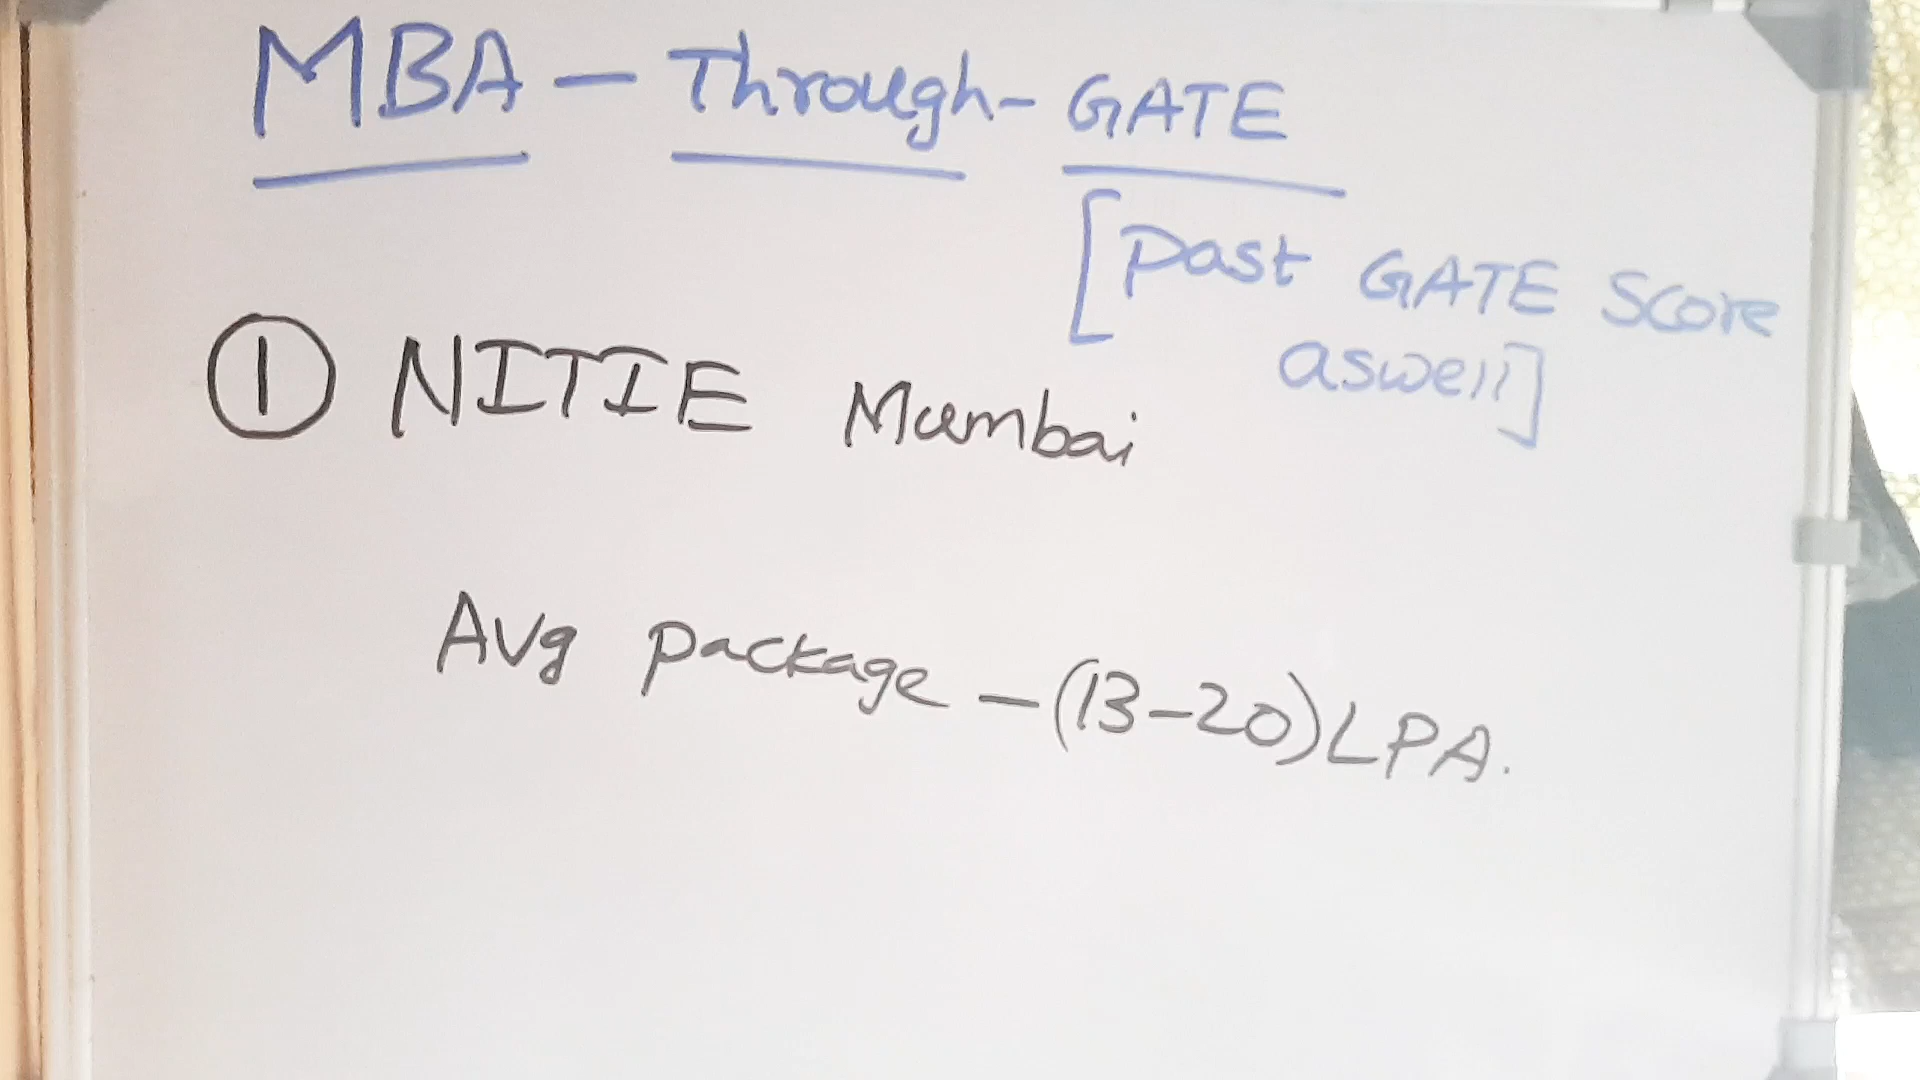 MBA - Through - GATE
[Past GATE Score
aswell]
① NITIE Mumbai
Avg package - (13-20) LPA.